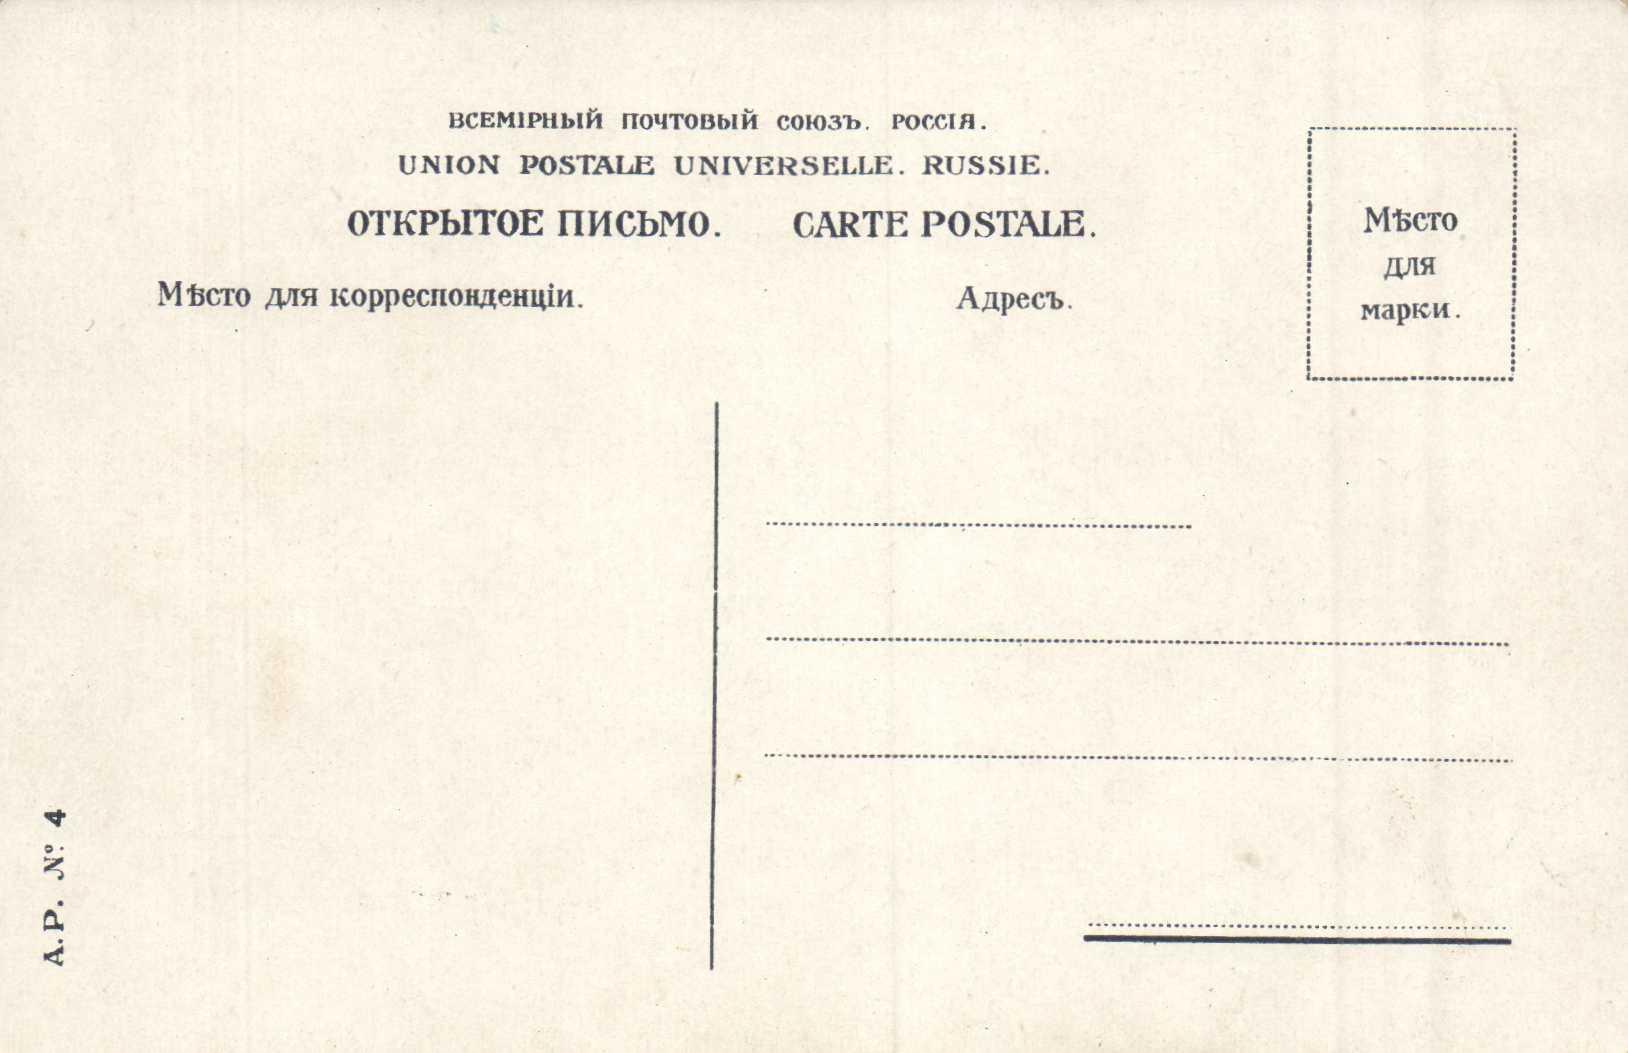 ВСЕМІРНЫЙ ПОЧТОВЫЙ СОЮЗЪ. РОССІЯ.
UNION POSTALE UNIVERSELLE. RUSSIE.
ОТКРЫТОЕ ПИСЬМО. CARTE POSTALE.
Мѣсто для корреспонденціи.
Адресъ.
Мѣсто
для
марки.
А.Р. № 4